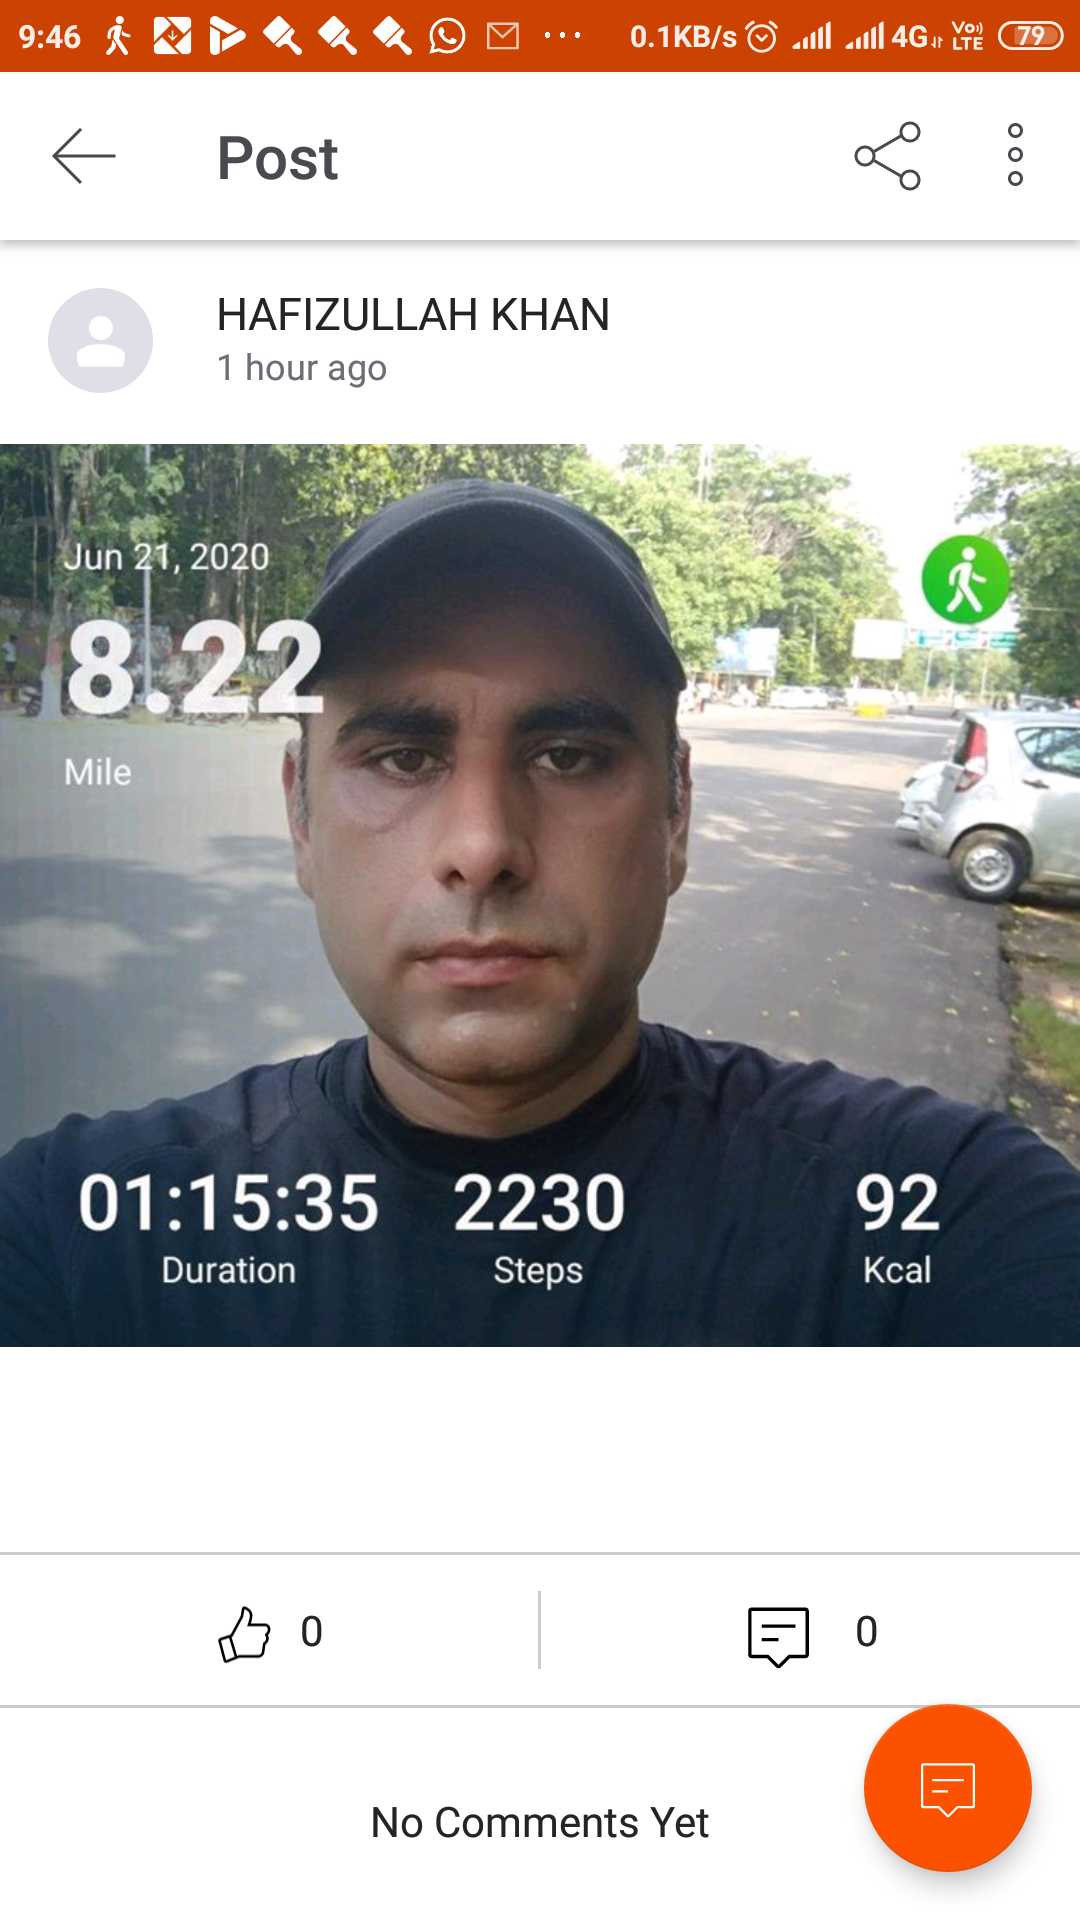 9:46 0.1KB/s 4G VoLTE 79
Post
HAFIZULLAH KHAN
1 hour ago
Jun 21, 2020
8.22
Mile
01:15:35 2230 92
Duration Steps Kcal
0 0
No Comments Yet